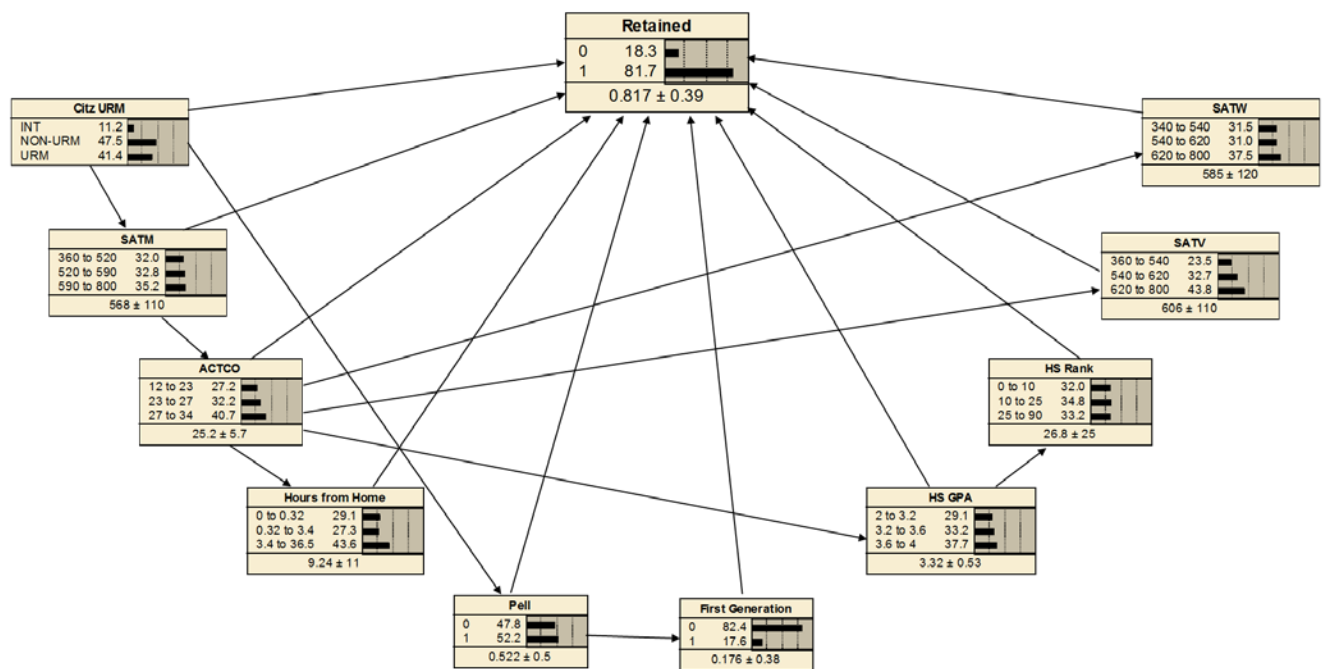 Retained
0 18.3
1 81.7
0.817 ± 0.39
Citz URM
INT 11.2
NON-URM 47.5
URM 41.4
SATW
340 to 540 31.5
540 to 620 31.0
620 to 800 37.5
585 ± 120
SATM
360 to 520 32.0
520 to 590 32.8
590 to 800 35.2
568 ± 110
SATV
360 to 540 23.5
540 to 620 32.7
620 to 800 43.8
606 ± 110
ACTCO
12 to 23 27.2
23 to 27 32.2
27 to 34 40.7
25.2 ± 5.7
HS Rank
0 to 10 32.0
10 to 25 34.8
25 to 90 33.2
26.8 ± 25
Hours from Home
0 to 0.32 29.1
0.32 to 3.4 27.3
3.4 to 36.5 43.6
9.24 ± 11
HS GPA
2 to 3.2 29.1
3.2 to 3.6 33.2
3.6 to 4 37.7
3.32 ± 0.53
Pell
0 47.8
1 52.2
0.522 ± 0.5
First Generation
0 82.4
1 17.6
0.176 ± 0.38